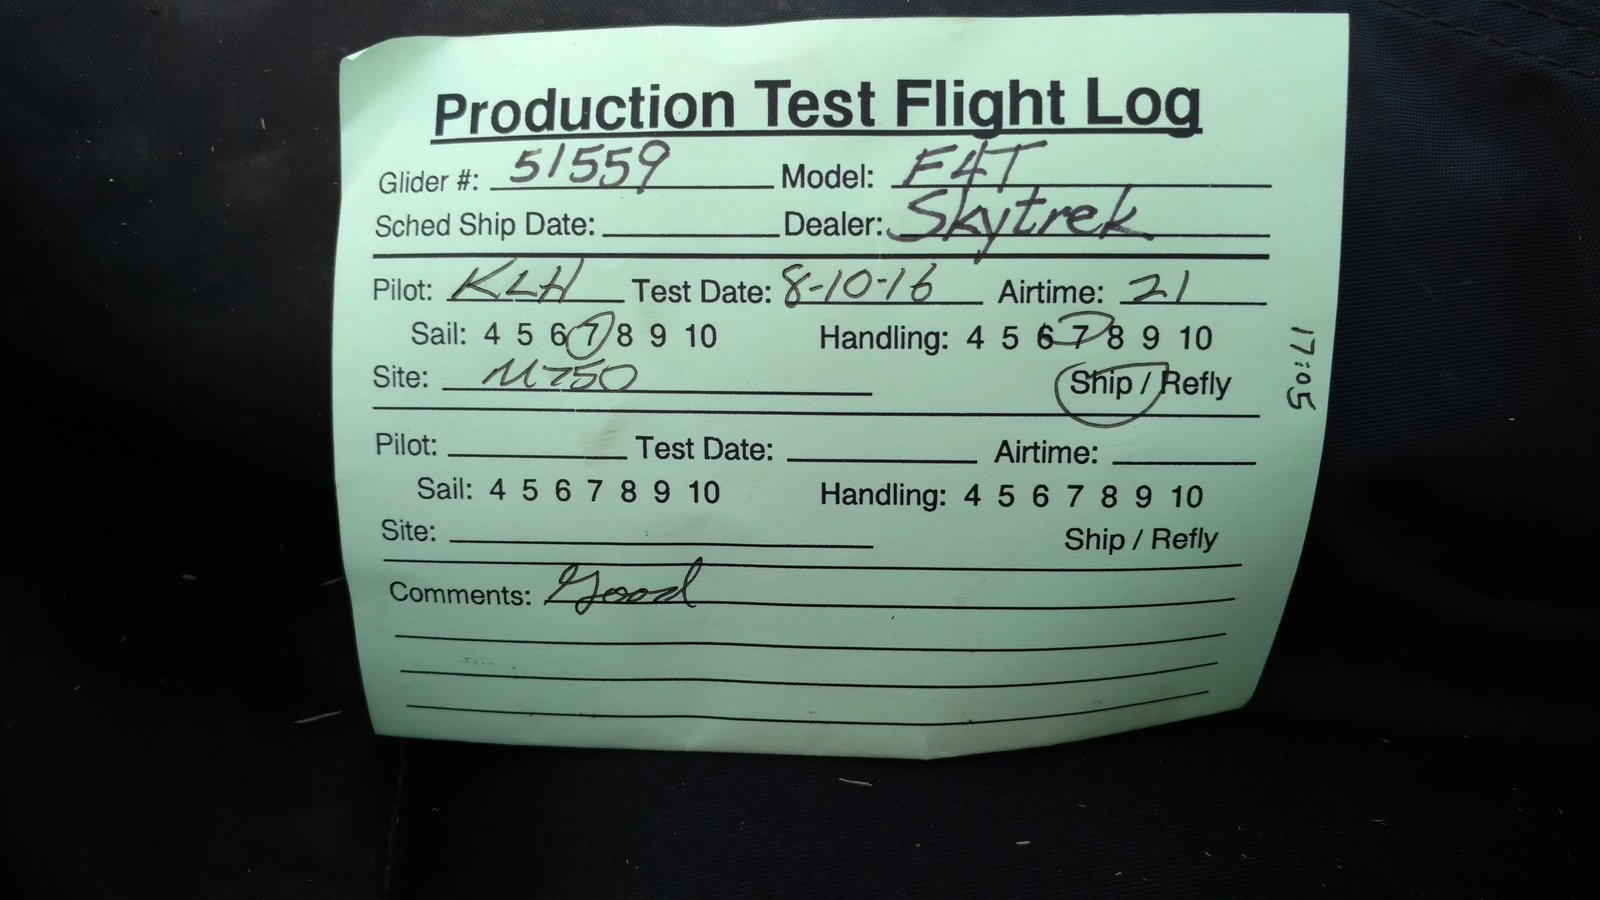 Production Test Flight Log
Glider #: 51559 Model: F4T
Sched Ship Date: Dealer: Skytrek
Pilot: KLH Test Date: 8-10-16 Airtime: 21
Sail: 4 5 6 7 8 9 10 Handling: 4 5 6 7 8 9 10
Site: M750 Ship / Refly
17:05
Pilot: Test Date: Airtime:
Sail: 4 5 6 7 8 9 10 Handling: 4 5 6 7 8 9 10
Site: Ship / Refly
Comments: Good